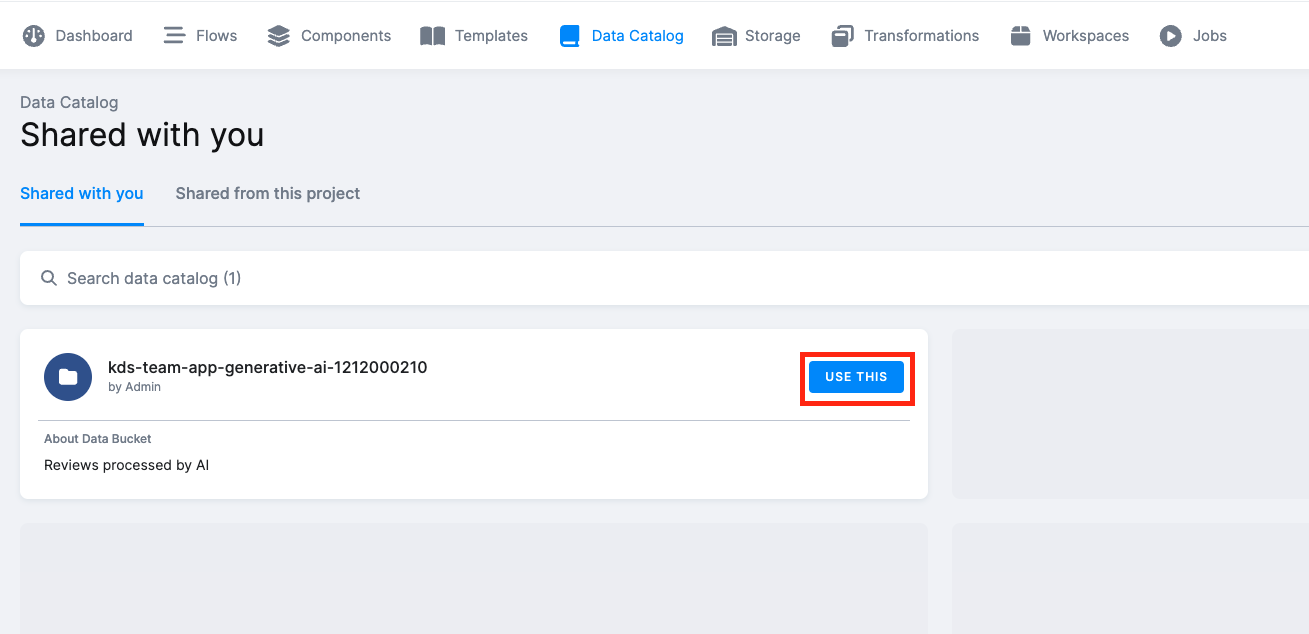 Dashboard Flows Components Templates Data Catalog Storage Transformations Workspaces Jobs
Data Catalog
Shared with you
Shared with you Shared from this project
Search data catalog (1)
kds-team-app-generative-ai-1212000210
by Admin
USE THIS
About Data Bucket
Reviews processed by AI